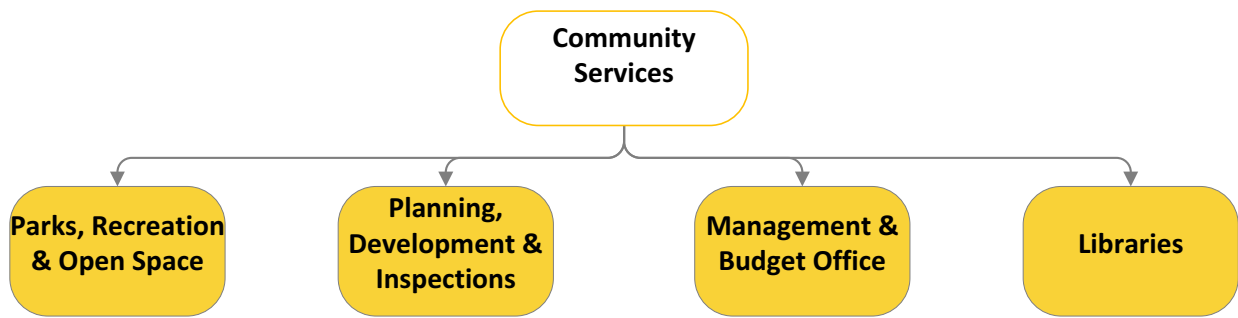 Community
Services
Parks, Recreation
& Open Space
Planning,
Development &
Inspections
Management &
Budget Office
Libraries